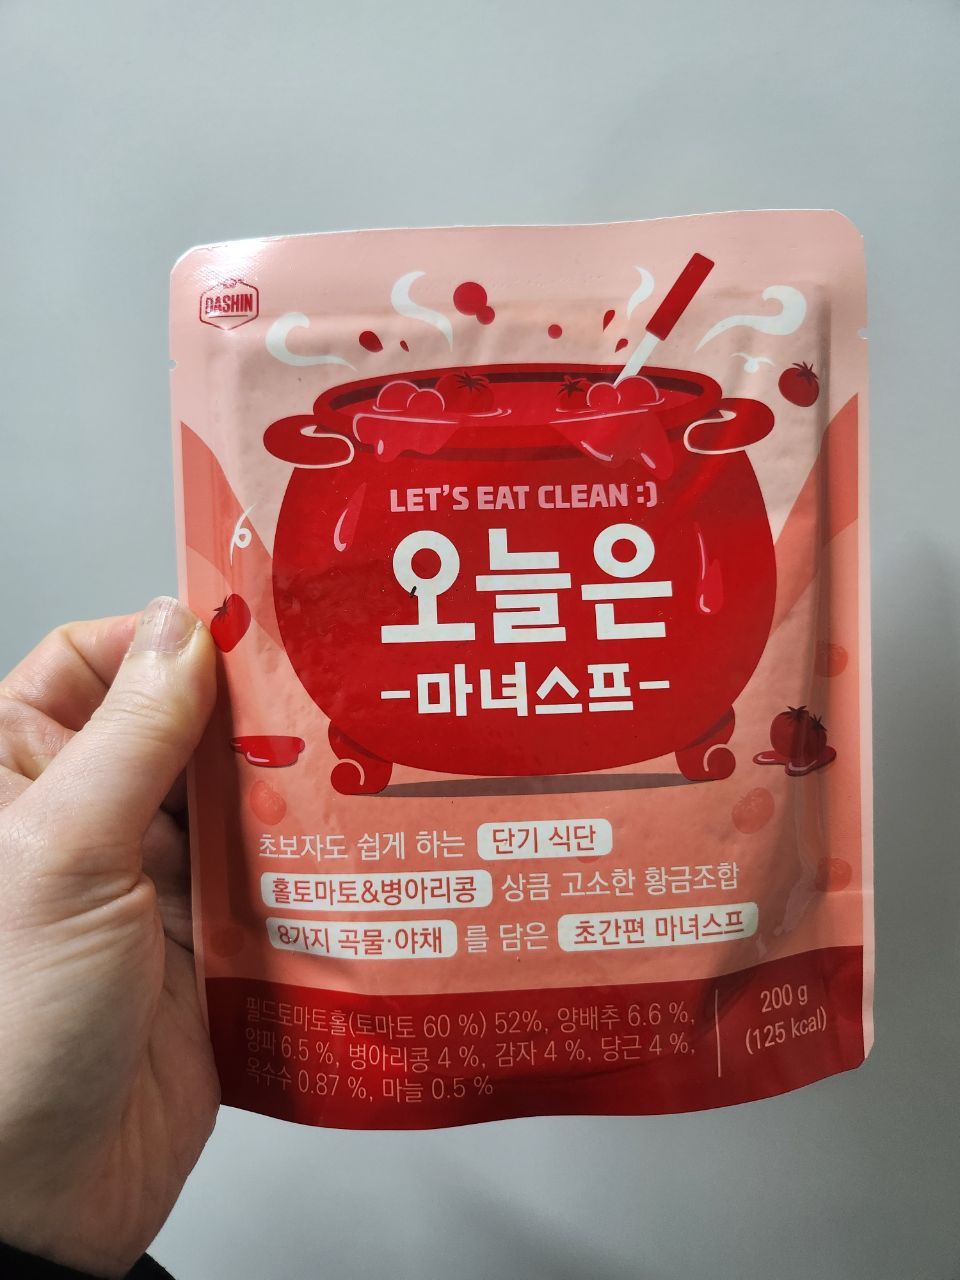 DASHIN
LET'S EAT CLEAN :)
오늘은
-마녀스프-
초보자도 쉽게 하는 단기 식단
홀토마토&병아리콩 상큼 고소한 황금조합
8가지 곡물·야채 를 담은 초간편 마녀스프
필드토마토홀(토마토 60 %) 52%, 양배추 6.6 %,
양파 6.5 %, 병아리콩 4 %, 감자 4 %, 당근 4 %,
옥수수 0.87 %, 마늘 0.5 %
200 g
(125 kcal)